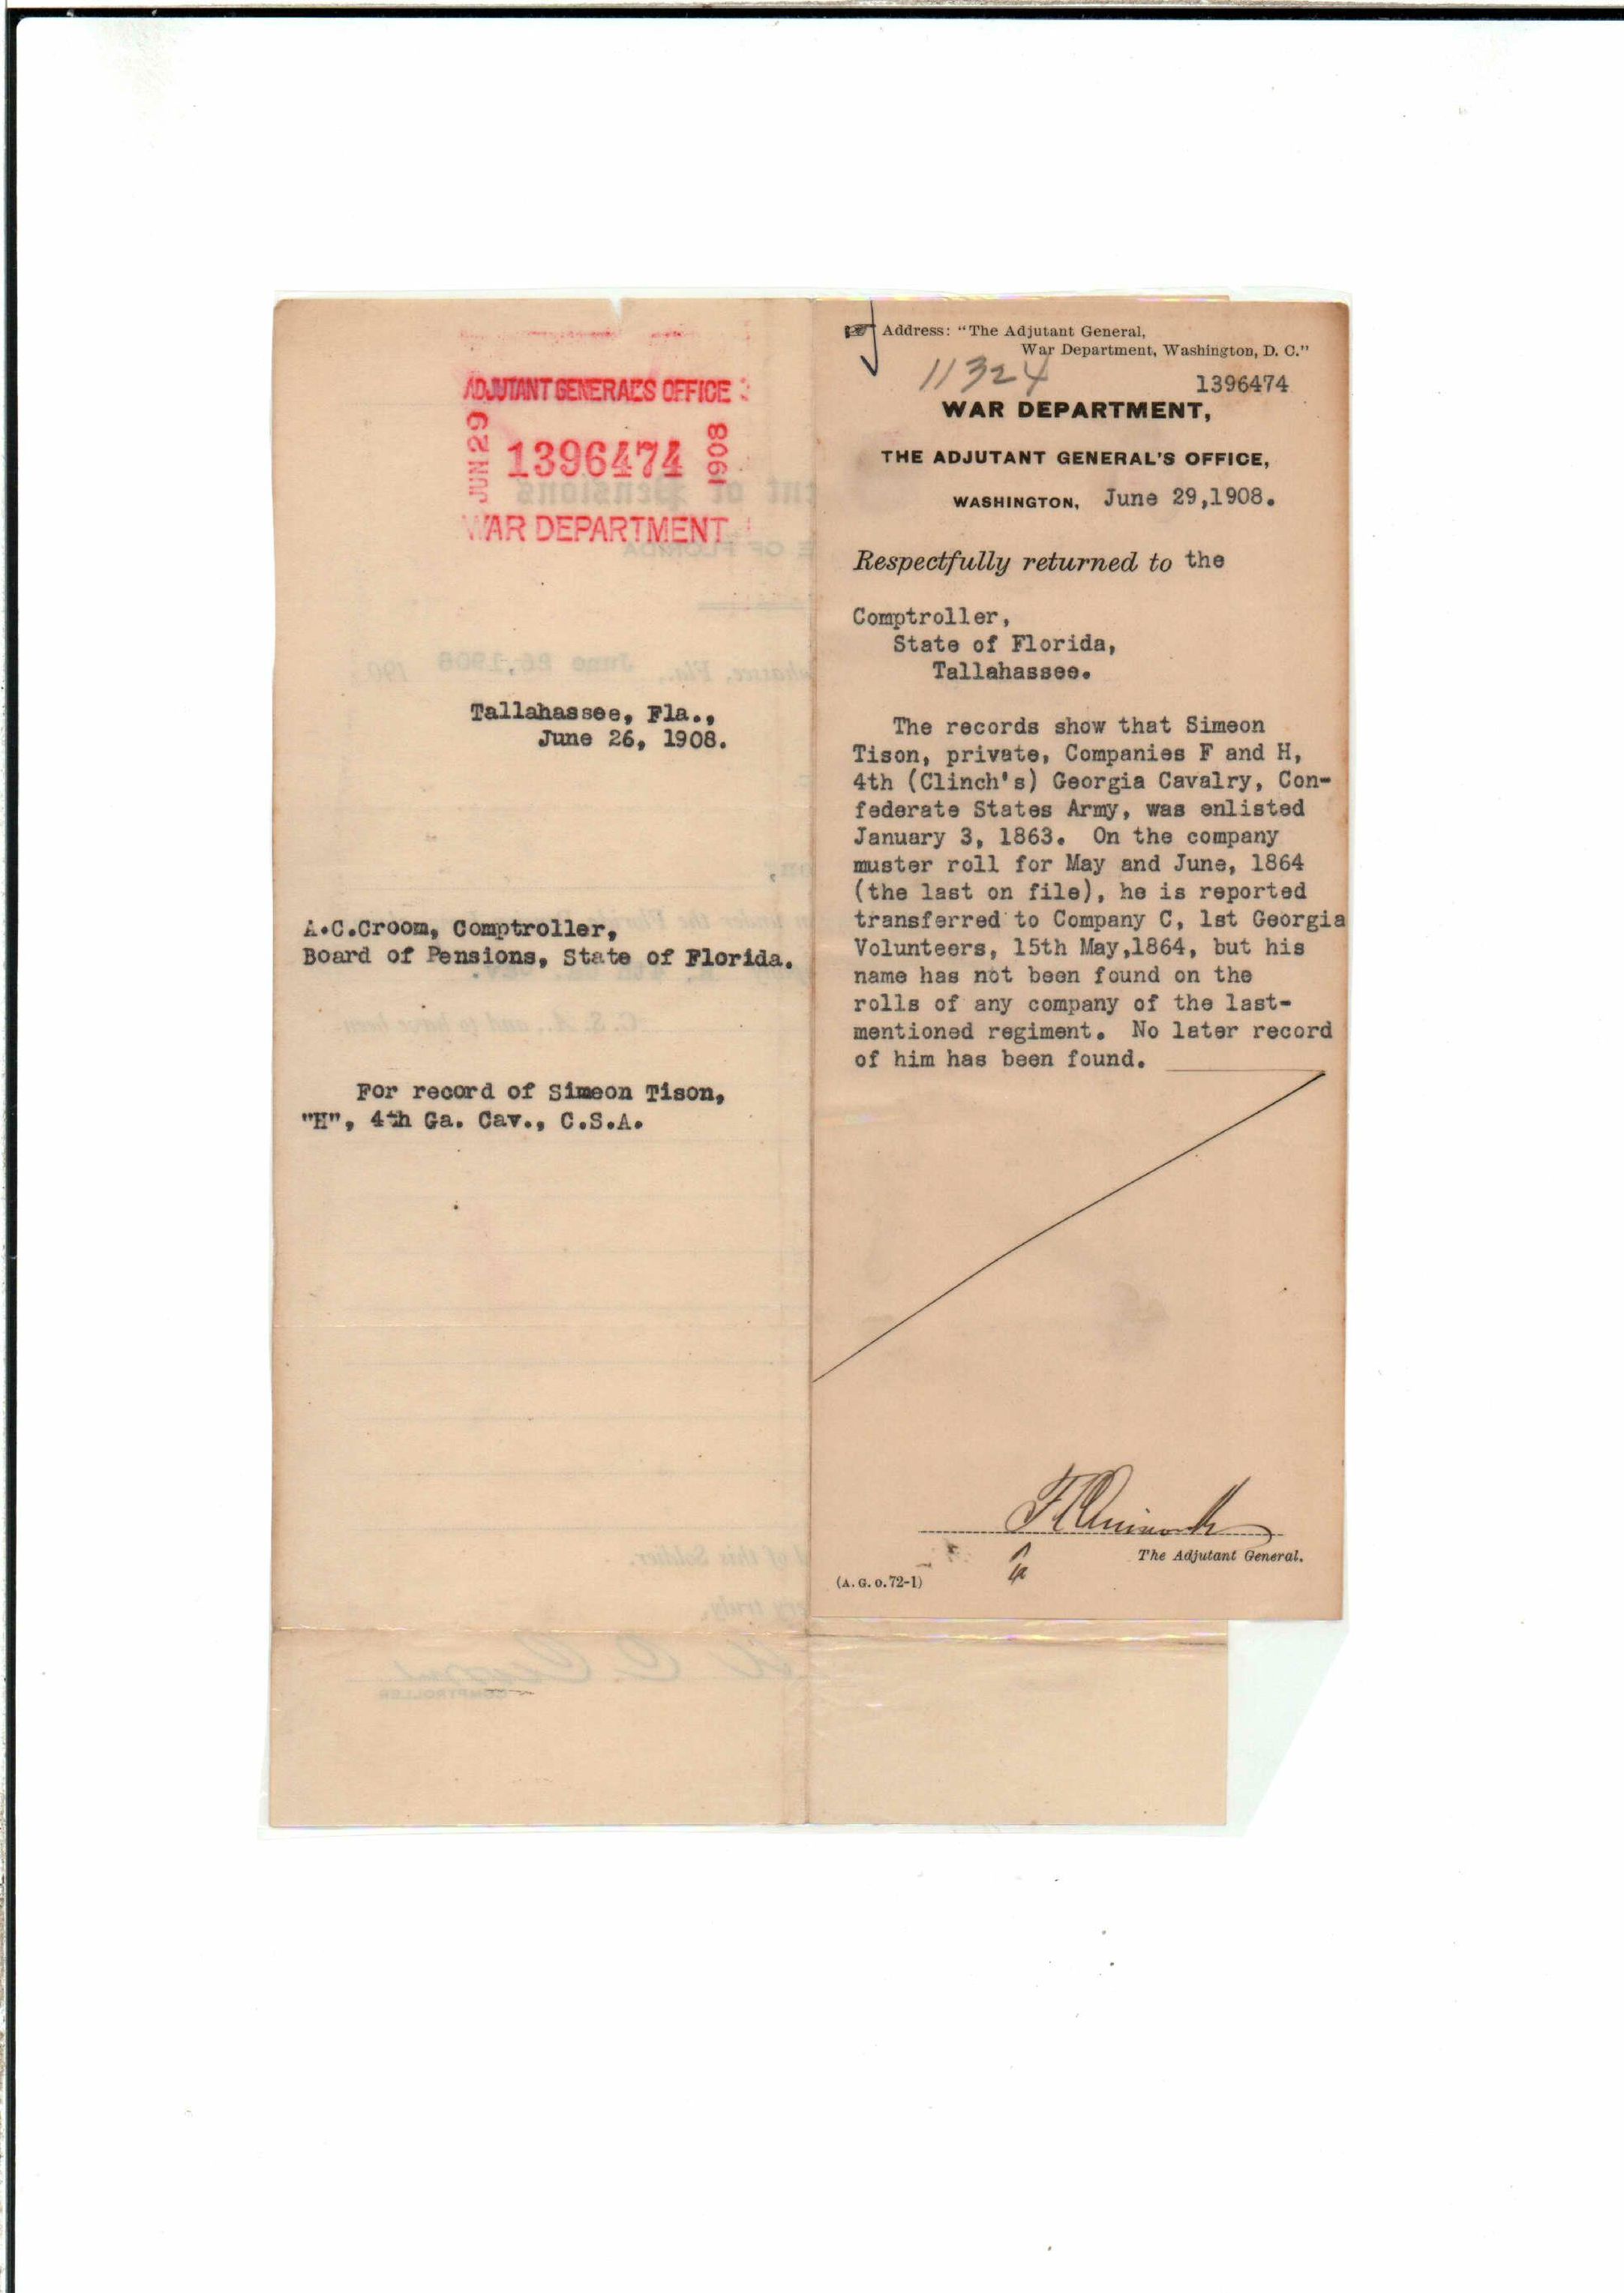 ADJUTANT GENERAL'S OFFICE
JUN 29 1396474 1908
WAR DEPARTMENT
Tallahassee, Fla.,
June 26, 1908.
A.C.Croom, Comptroller,
Board of Pensions, State of Florida.
For record of Simeon Tison,
"H", 4th Ga. Cav., C.S.A.
Address: "The Adjutant General,
War Department, Washington, D. C."
11324
1396474
WAR DEPARTMENT,
THE ADJUTANT GENERAL'S OFFICE,
WASHINGTON, June 29,1908.
Respectfully returned to the
Comptroller,
State of Florida,
Tallahassee.
The records show that Simeon
Tison, private, Companies F and H,
4th (Clinch's) Georgia Cavalry, Con-
federate States Army, was enlisted
January 3, 1863. On the company
muster roll for May and June, 1864
(the last on file), he is reported
transferred to Company C, 1st Georgia
Volunteers, 15th May,1864, but his
name has not been found on the
rolls of any company of the last-
mentioned regiment. No later record
of him has been found.
The Adjutant General.
(A. G. O. 72-1)